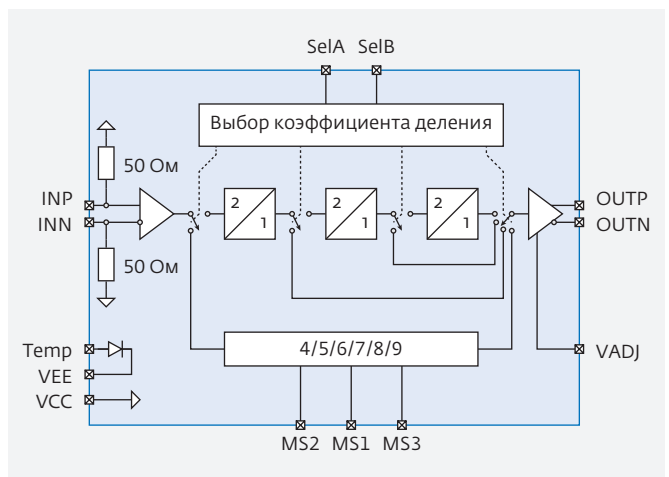 SelA SelB
Выбор коэффициента деления
50 Ом
INP
INN
50 Ом
2
1
2
1
2
1
OUTP
OUTN
Temp
VEE
VCC
4/5/6/7/8/9
VADJ
MS2 MS1 MS3